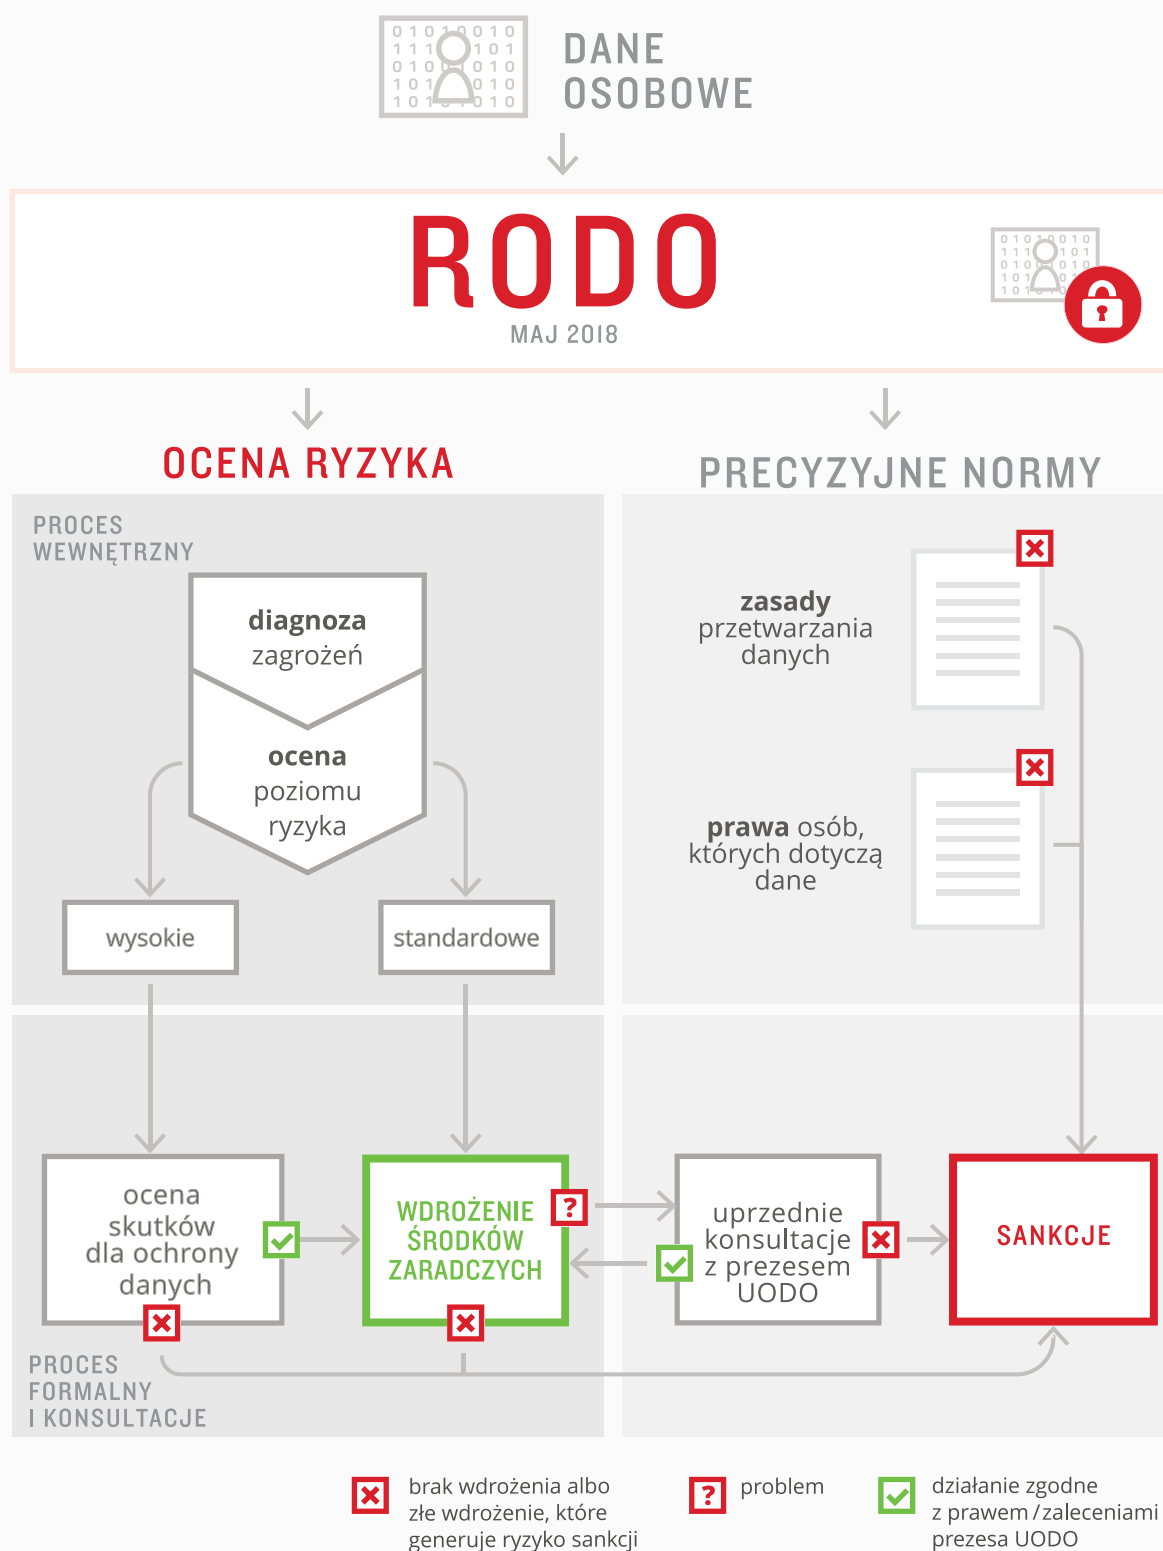 DANE
OSOBOWE
RODO
MAJ 2018
OCENA RYZYKA
PRECYZYJNE NORMY
PROCES
WEWNĘTRZNY
diagnoza
zagrożeń
ocena
poziomu
ryzyka
wysokie
standardowe
zasady
przetwarzania
danych
prawa osób,
których dotyczą
dane
ocena
skutków
dla ochrony
danych
WDROŻENIE
ŚRODKÓW
ZARADCZYCH
?
uprzednie
konsultacje
z prezesem
UODO
SANKCJE
PROCES
FORMALNY
I KONSULTACJE
brak wdrożenia albo
złe wdrożenie, które
generuje ryzyko sankcji
?
problem
działanie zgodne
z prawem/zaleceniami
prezesa UODO